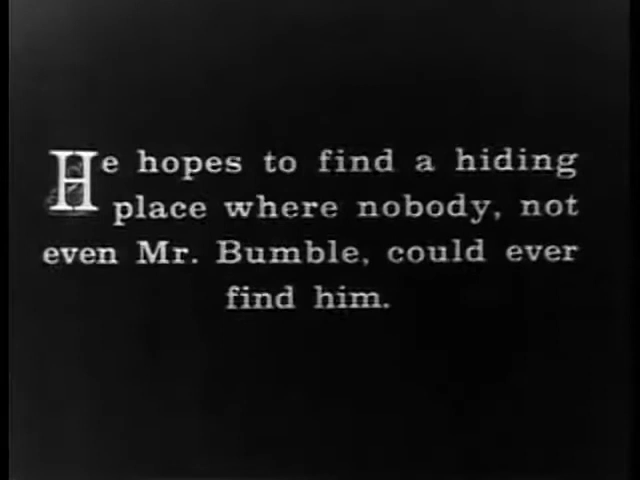 He hopes to find a hiding
place where nobody, not
even Mr. Bumble, could ever
find him.